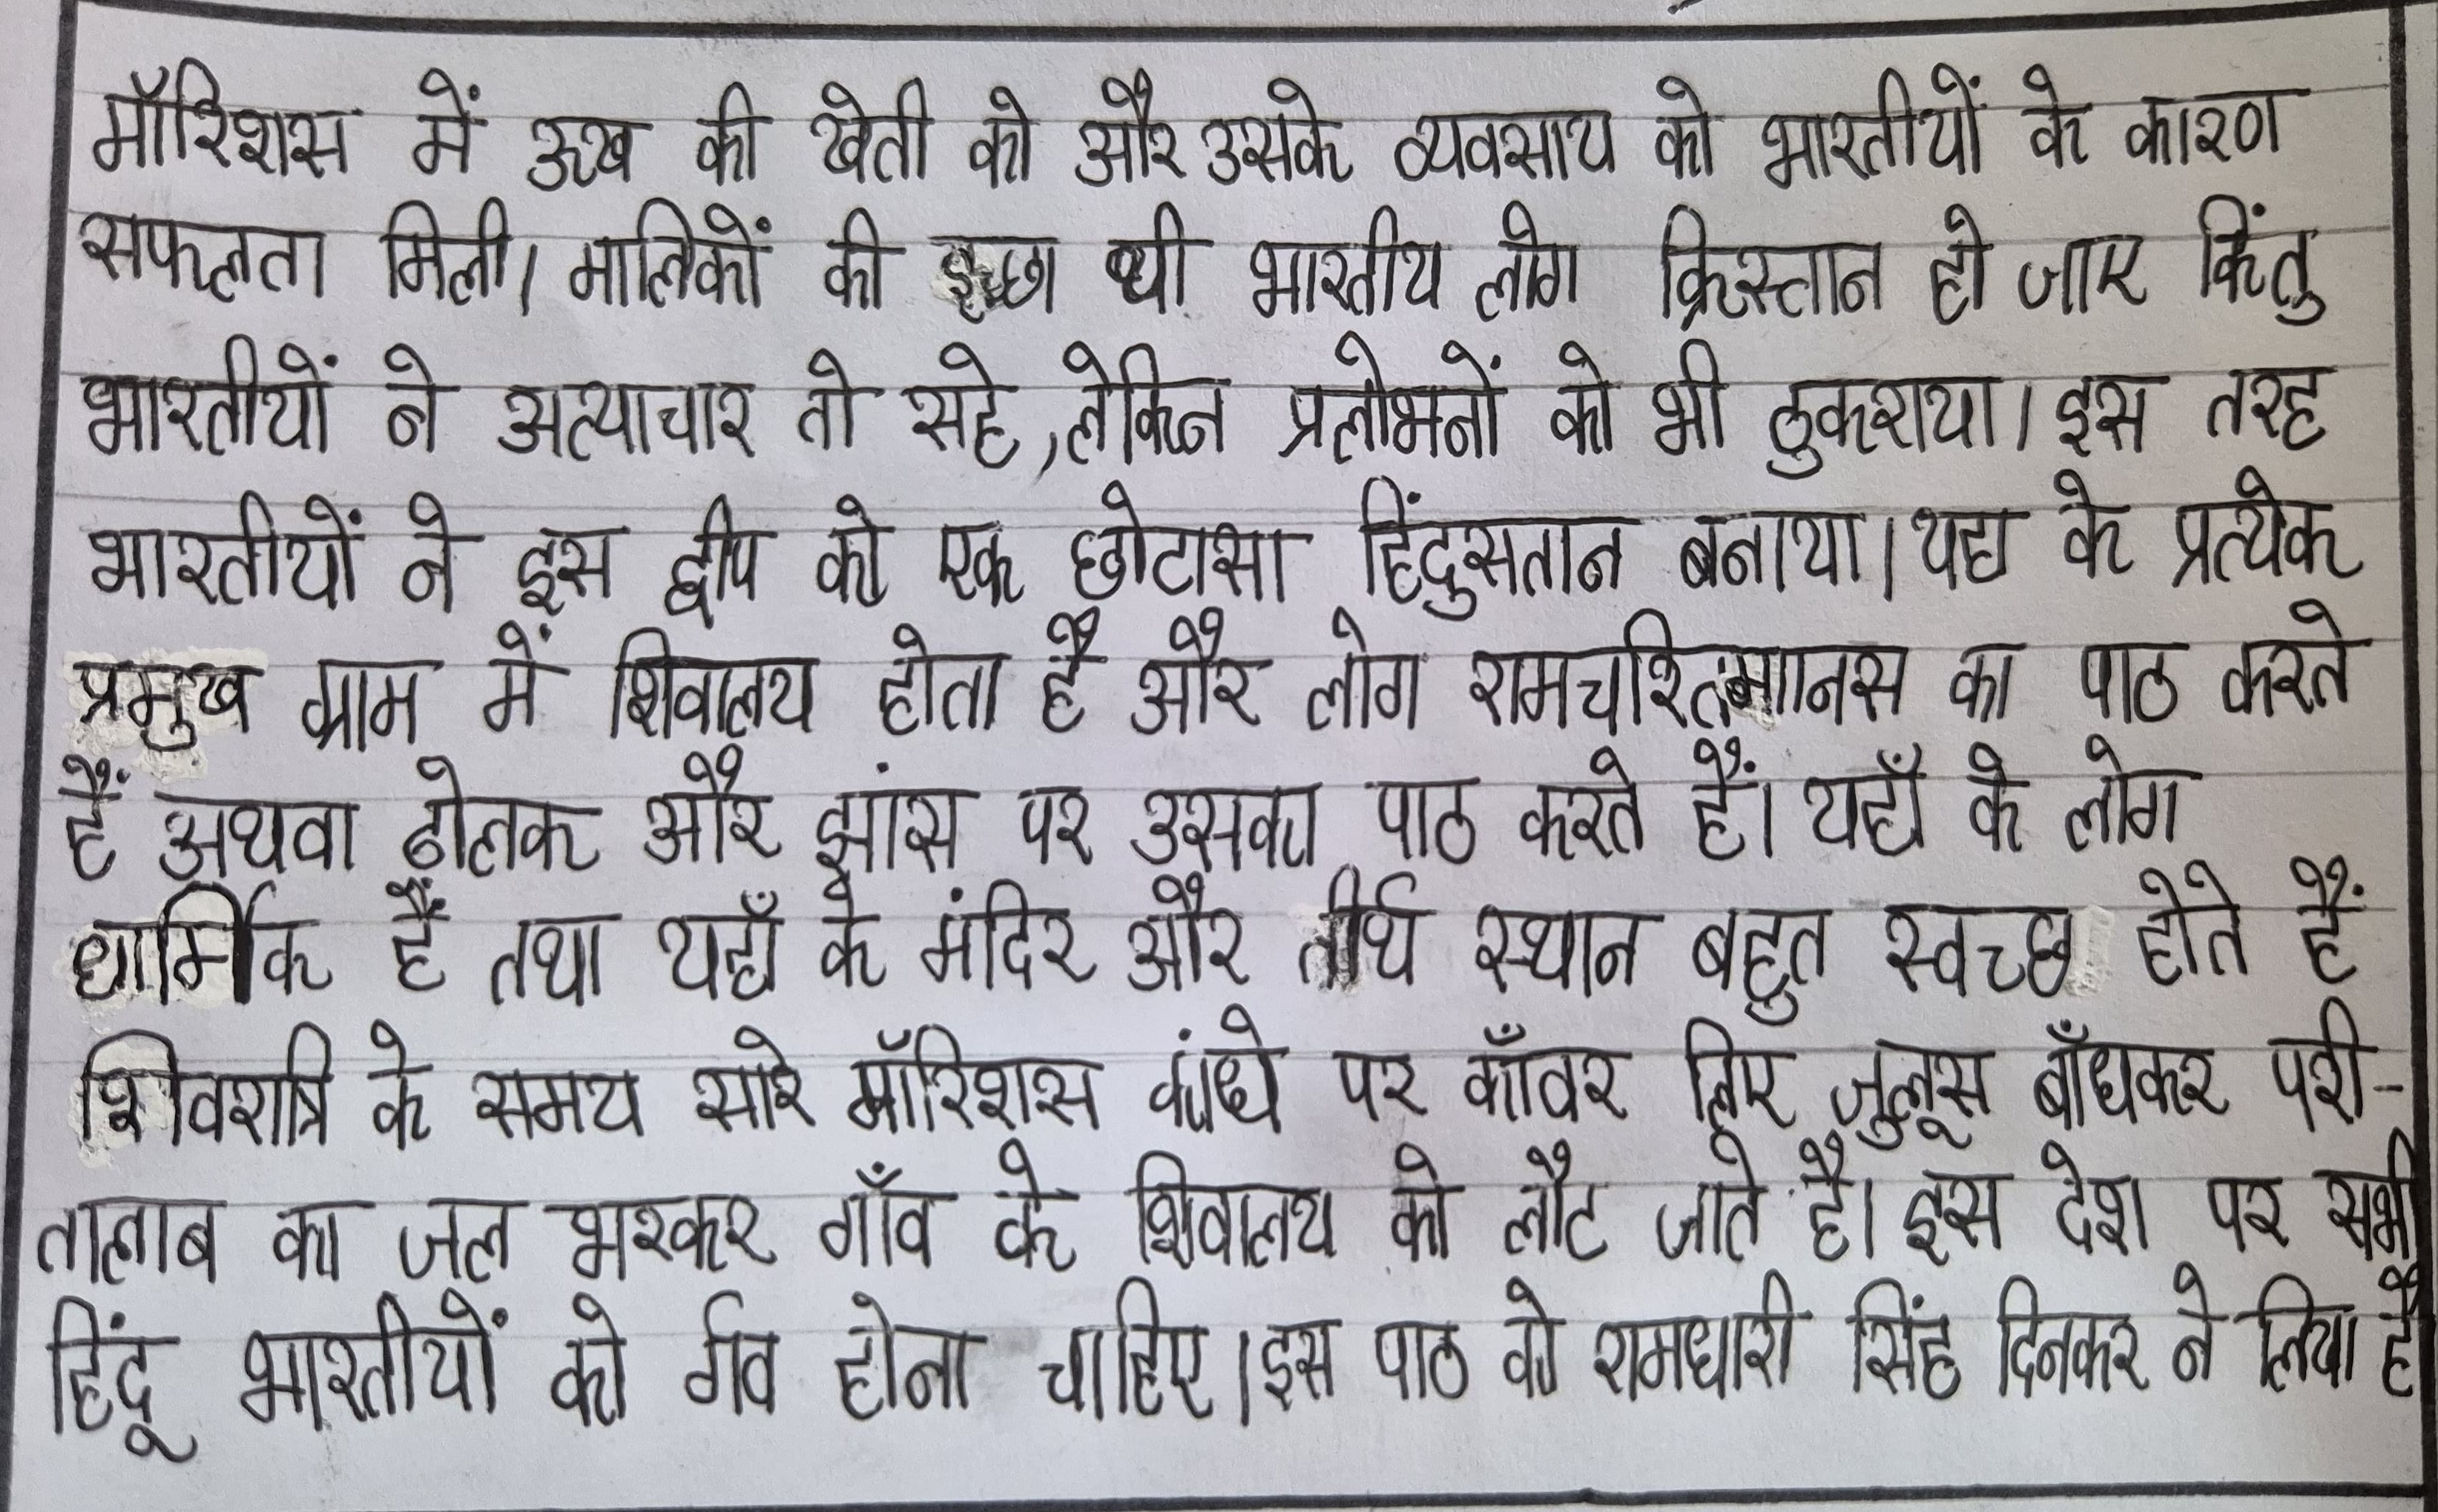 मॉरिशस में ऊख की खेती को और उसके व्यवसाय को भारतीयों के कारण
सफलता मिली। मालिकों की इच्छा थी भारतीय लोग क्रिस्तान हो जाए किंतु
भारतीयों ने अत्याचार तो सहे, लेकिन प्रलोभनों को भी ठुकराया। इस तरह
भारतीयों ने इस द्वीप को एक छोटासा हिंदुसतान बनाया। यहा के प्रत्येक
प्रमुख ग्राम में शिवालय होता है और लोग रामचरितमानस का पाठ करते
हैं अथवा ढोलक और झांस पर उसका पाठ करते हैं। यहाँ के लोग
धार्मिक हैं तथा यहाँ के मंदिर और तीर्थ स्थान बहुत स्वच्छ होते हैं
शिवरात्रि के समय सारे मॉरिशस कांधे पर काँवर लिए जुलूस बाँधकर परी-
तालाब का जल भरकर गाँव के शिवालय को लौट जाते है। इस देश पर सभी
हिंदू भारतीयों को र्गव होना चाहिए। इस पाठ को रामधारी सिंह दिनकर ने लिखा है